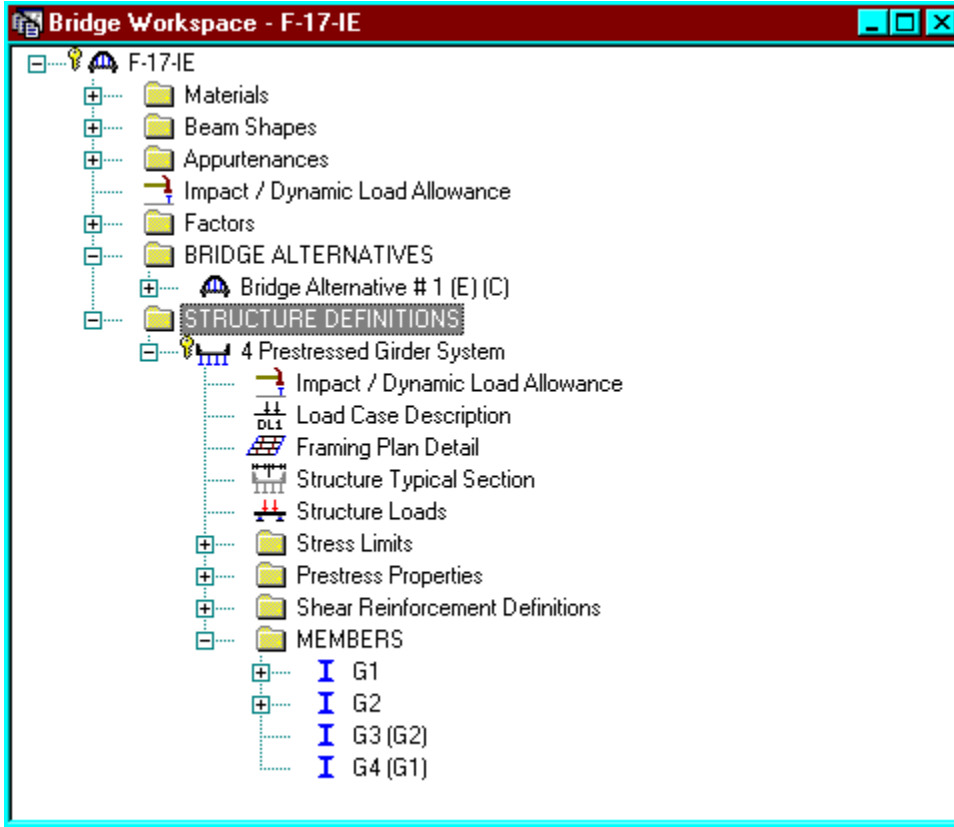 Bridge Workspace - F-17-IE
F-17-IE
Materials
Beam Shapes
Appurtenances
Impact / Dynamic Load Allowance
Factors
BRIDGE ALTERNATIVES
Bridge Alternative # 1 (E) (C)
STRUCTURE DEFINITIONS
4 Prestressed Girder System
Impact / Dynamic Load Allowance
DL1 Load Case Description
Framing Plan Detail
Structure Typical Section
Structure Loads
Stress Limits
Prestress Properties
Shear Reinforcement Definitions
MEMBERS
G1
G2
G3 (G2)
G4 (G1)